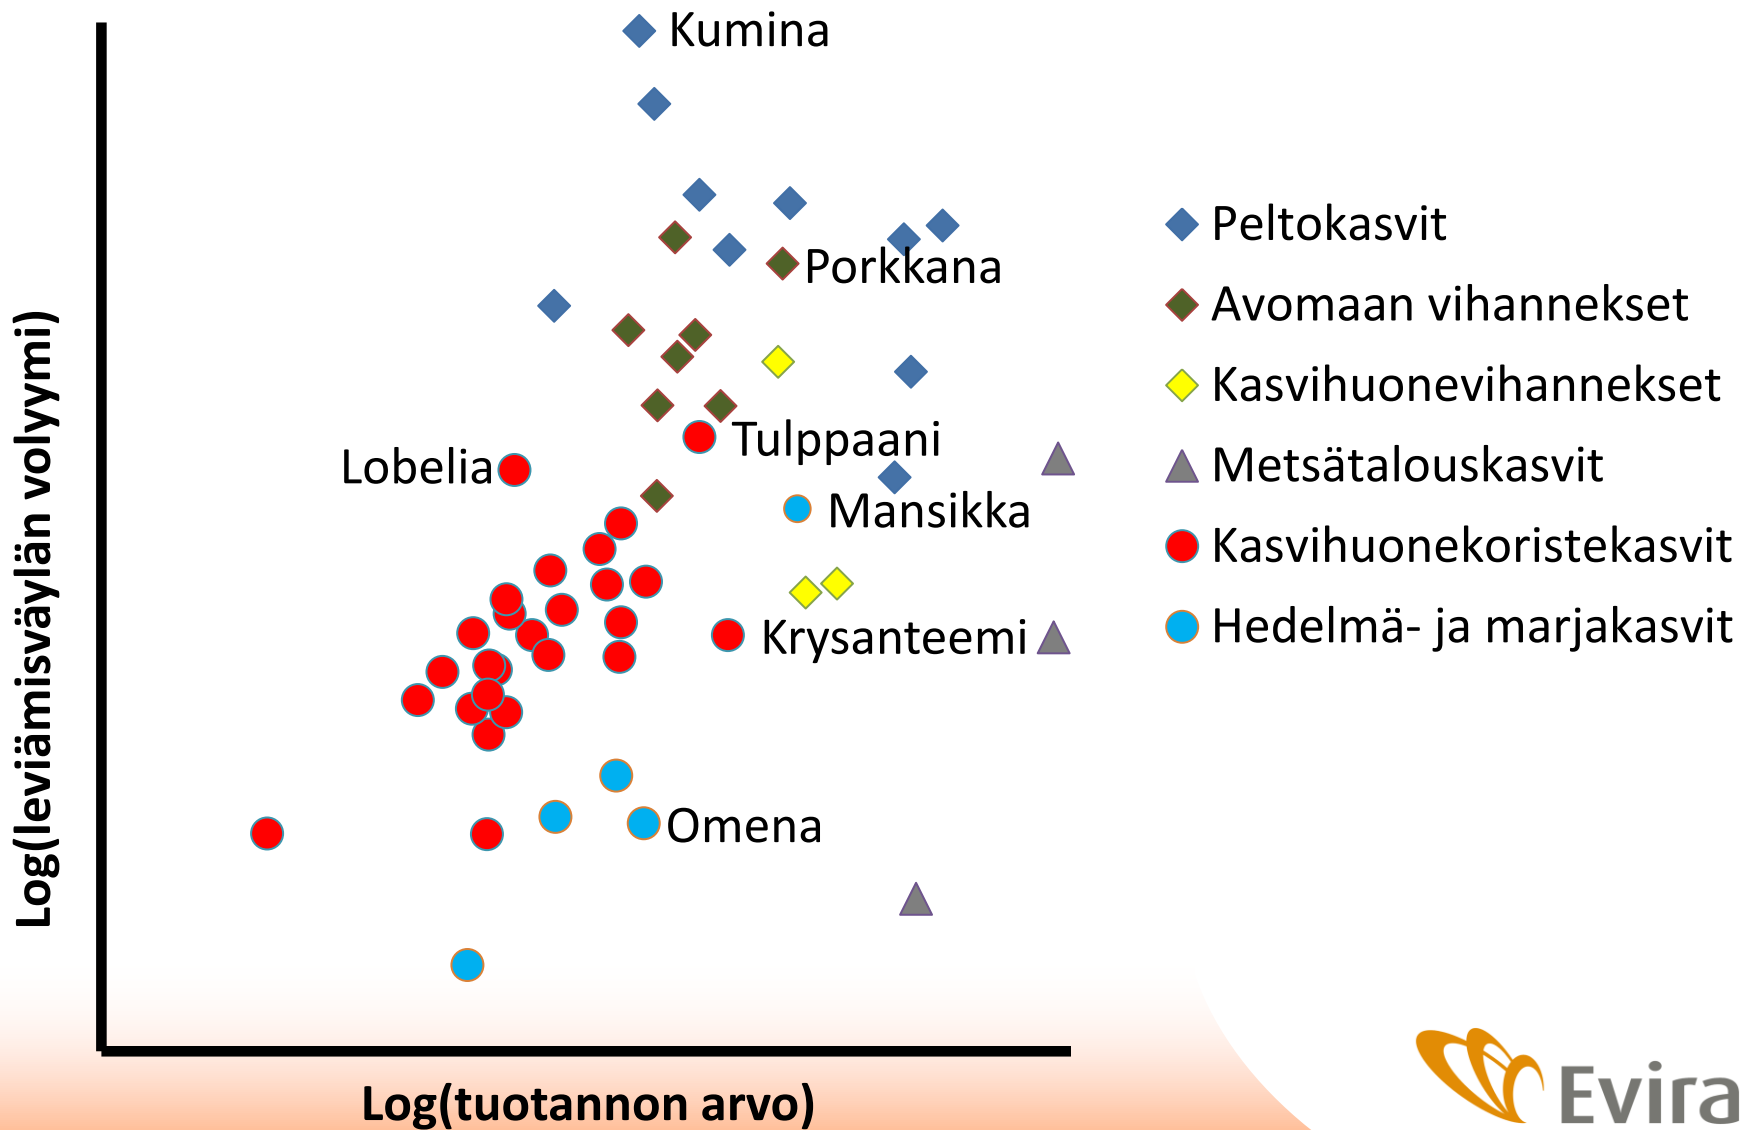 Kumina
Porkkana
Tulppaani
Lobelia
Mansikka
Krysanteemi
Omena
Peltokasvit
Avomaan vihannekset
Kasvihuonevihannekset
Metsätalouskasvit
Kasvihuonekoristekasvit
Hedelmä- ja marjakasvit
Log(leviämisväylän volyymi)
Log(tuotannon arvo)
Evira